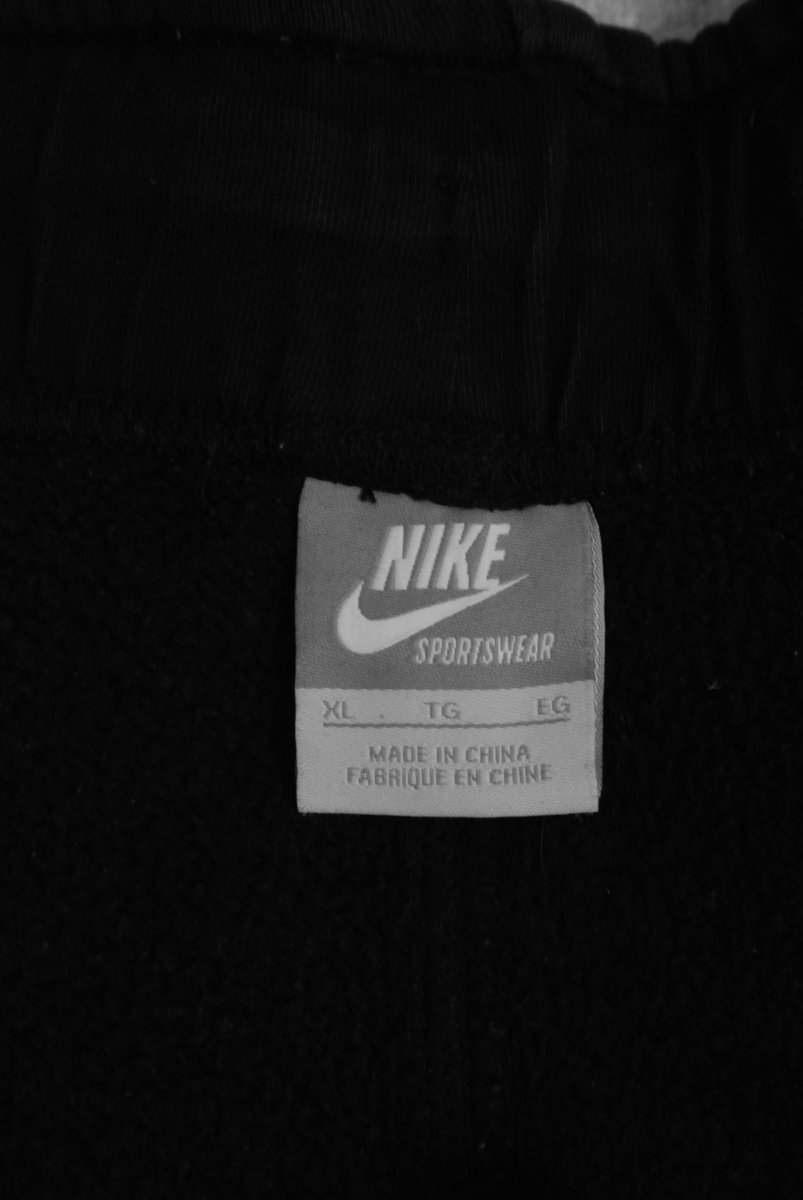 NIKE
SPORTSWEAR
XL . TG EG
MADE IN CHINA
FABRIQUE EN CHINE